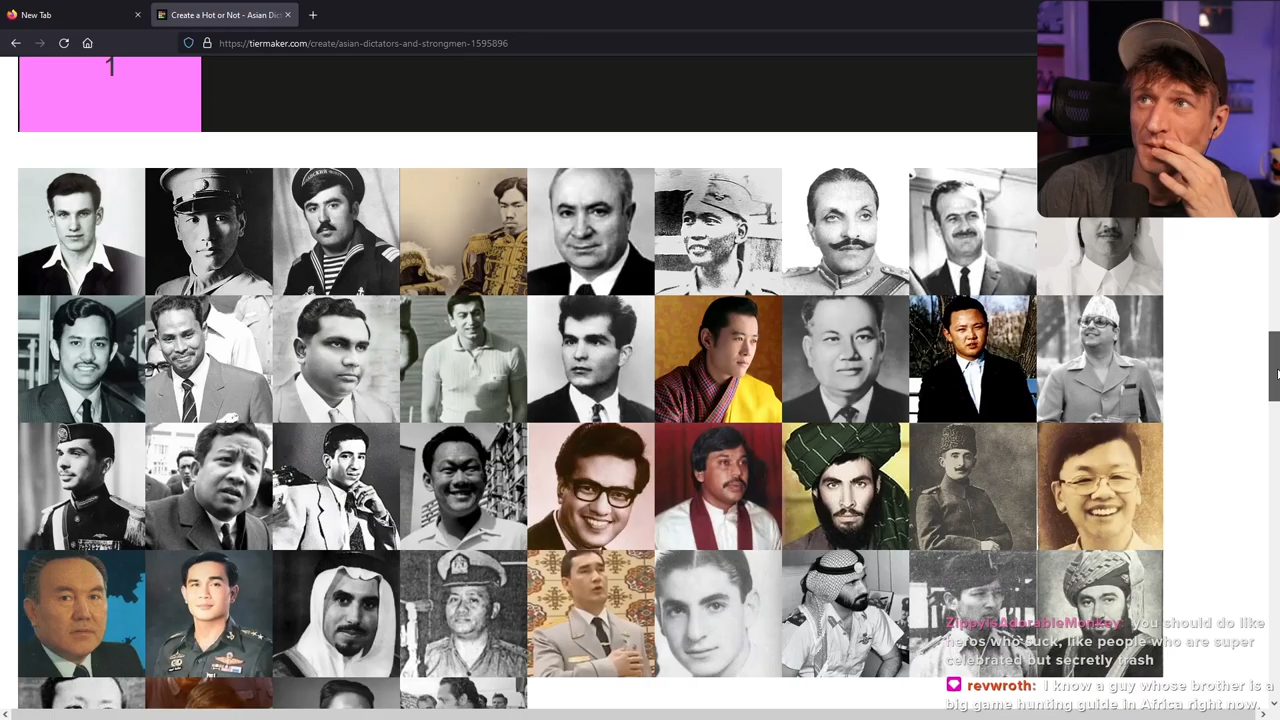 New Tab
Create a Hot or Not - Asian Dic
https://tiermaker.com/create/asian-dictators-and-strongmen-1595896
1
ZippyisAdorableMonkey: you should do like
heros who suck, like people who are super
celebrated but secretly trash
revwroth: I know a guy whose brother is a
big game hunting guide in Africa right now.